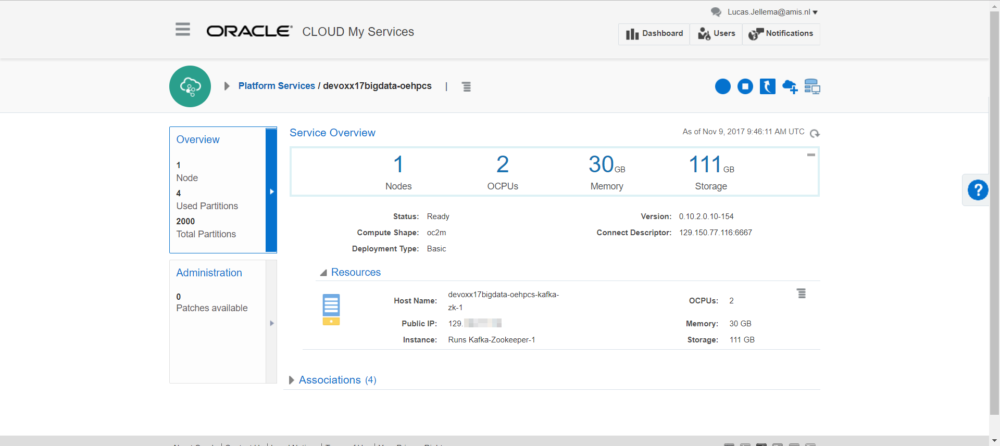 Lucas.Jellema@amis.nl
ORACLE CLOUD My Services
Dashboard
Users
Notifications
Platform Services / devoxx17bigdata-oehpcs |
Overview
1
Node
4
Used Partitions
2000
Total Partitions
Administration
0
Patches available
Service Overview
As of Nov 9, 2017 9:46:11 AM UTC
1
Nodes
2
OCPUs
30 GB
Memory
111 GB
Storage
Status: Ready
Compute Shape: oc2m
Deployment Type: Basic
Version: 0.10.2.0.10-154
Connect Descriptor: 129.150.77.116:6667
Resources
Host Name: devoxx17bigdata-oehpcs-kafka-
zk-1
Public IP: 129.
Instance: Runs Kafka-Zookeeper-1
OCPUs: 2
Memory: 30 GB
Storage: 111 GB
Associations (4)
?